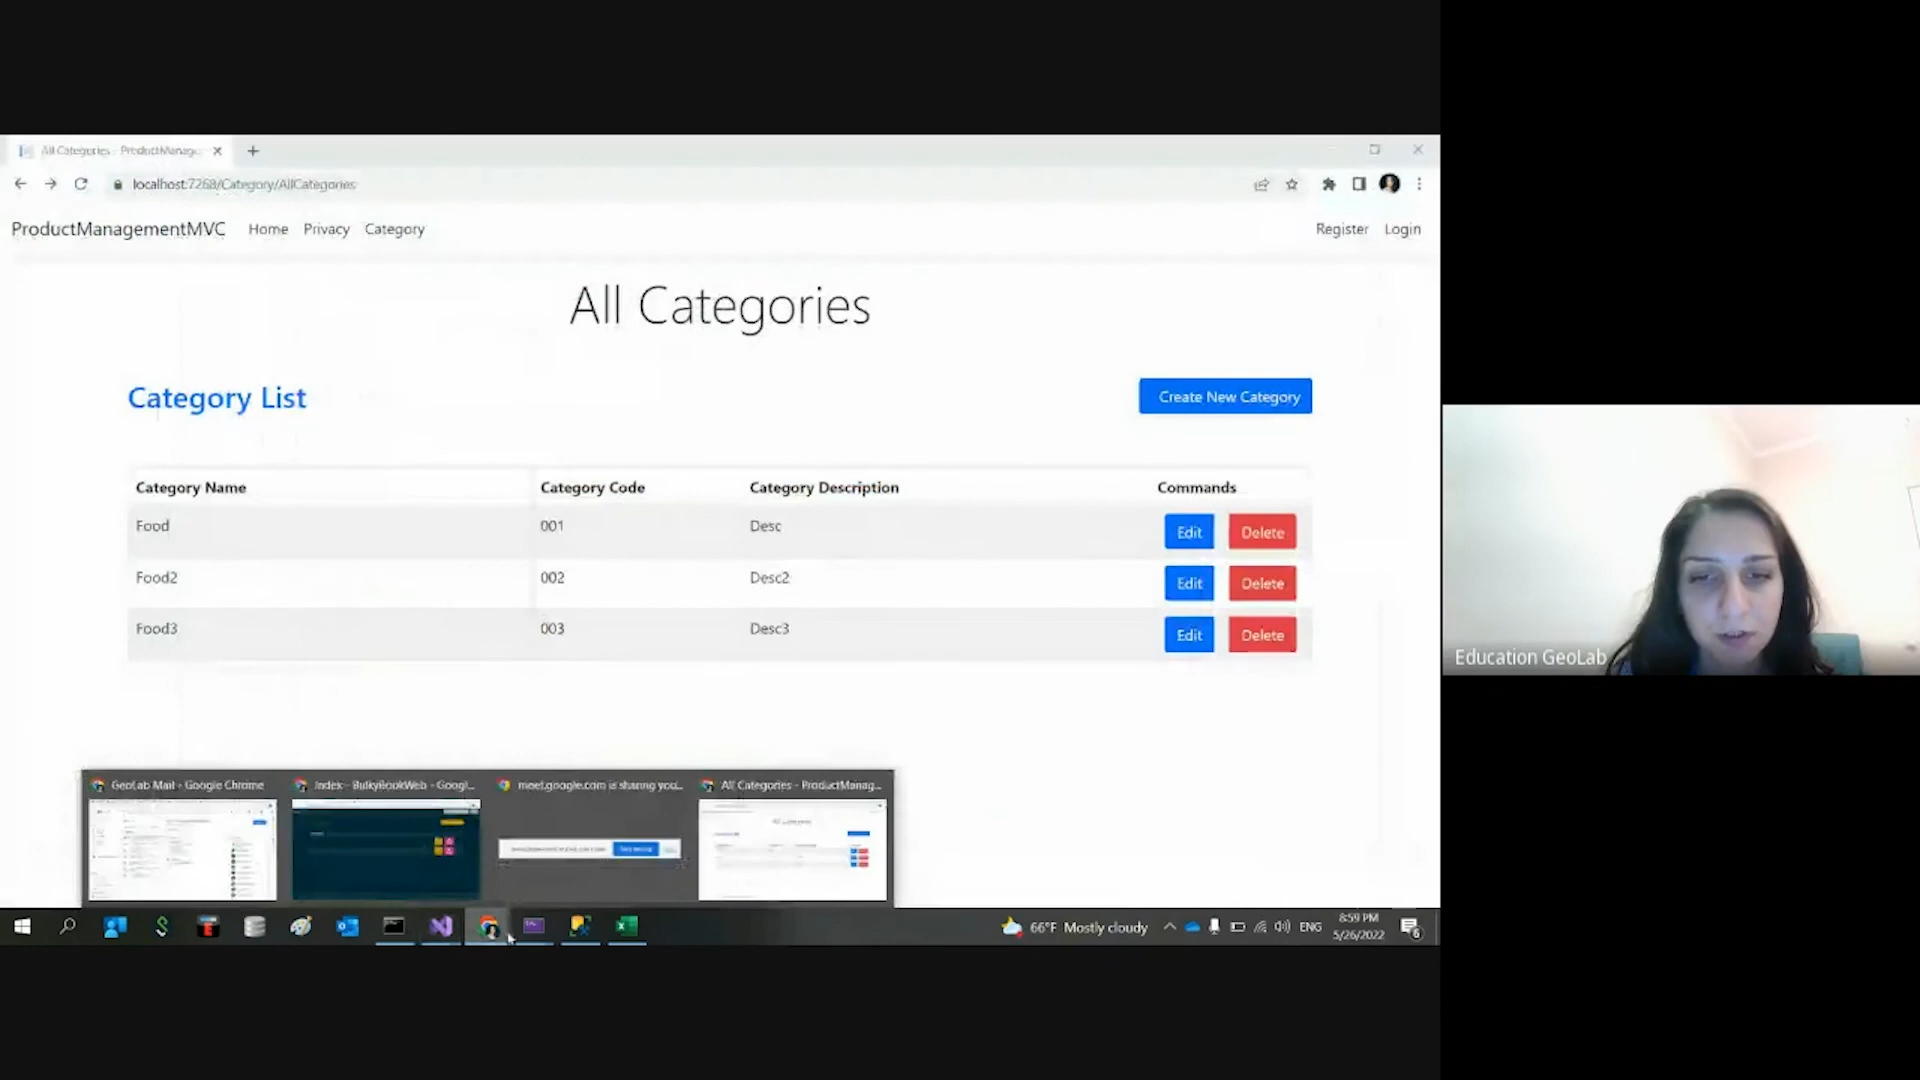 All Categories - ProductManage
localhost:7268/Category/AllCategories
ProductManagementMVC Home Privacy Category Register Login
All Categories
Category List
Create New Category
Category Name Category Code Category Description Commands
Food 001 Desc Edit Delete
Food2 002 Desc2 Edit Delete
Food3 003 Desc3 Edit Delete
Education GeoLab
GeoLab Mail - Google Chrome
Index - BulkyBookWeb - Googl...
meet.google.com is sharing you...
All Categories - ProductManag...
66°F Mostly cloudy
ENG
8:59 PM
5/26/2022
6